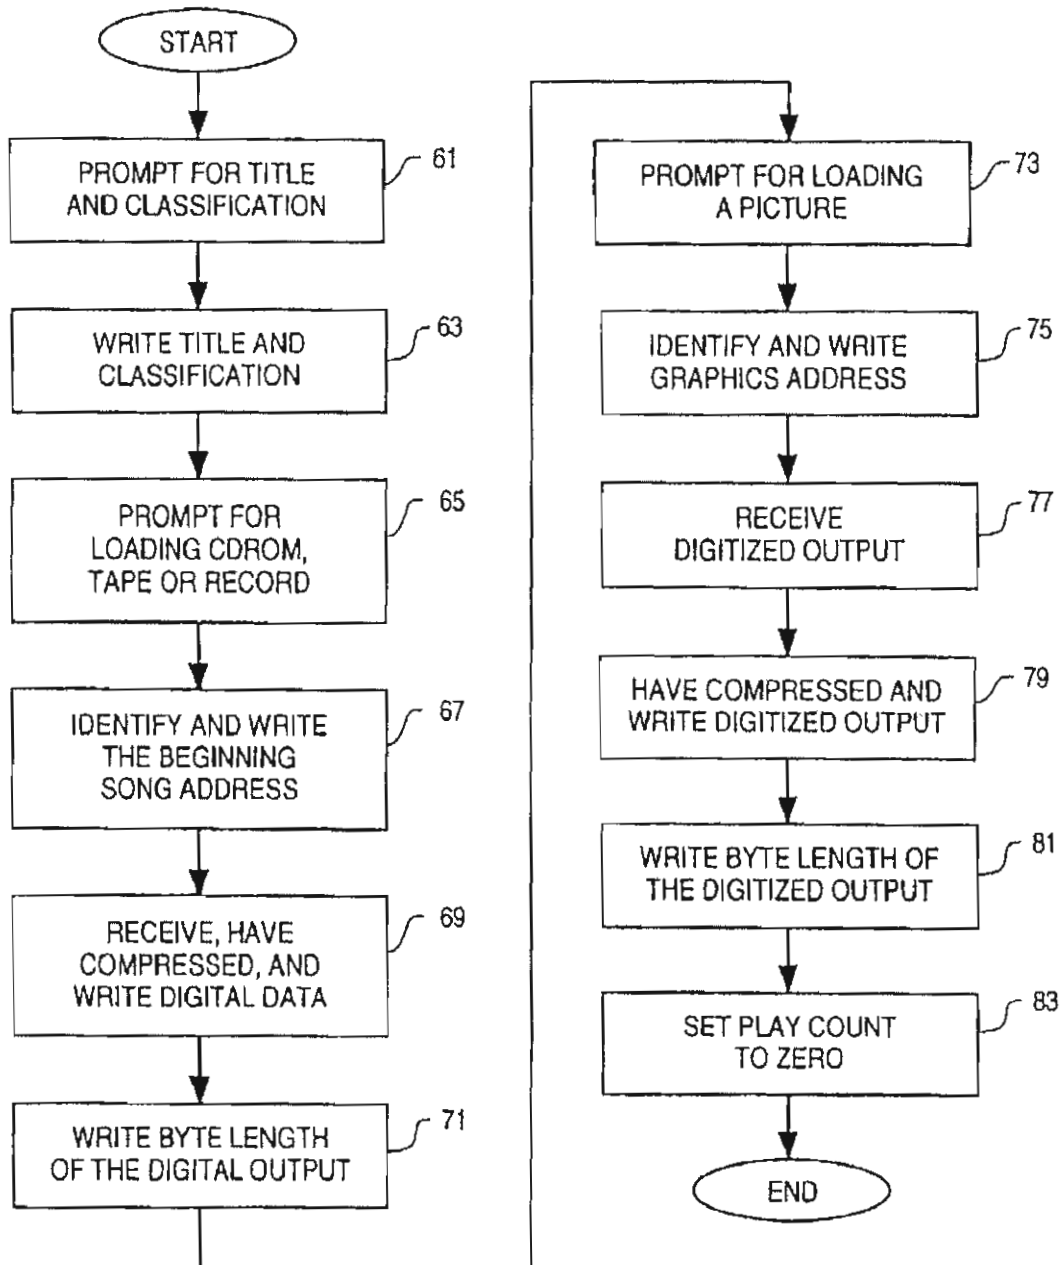 START
PROMPT FOR TITLE
AND CLASSIFICATION
61
WRITE TITLE AND
CLASSIFICATION
63
PROMPT FOR
LOADING CDROM,
TAPE OR RECORD
65
IDENTIFY AND WRITE
THE BEGINNING
SONG ADDRESS
67
RECEIVE, HAVE
COMPRESSED, AND
WRITE DIGITAL DATA
69
WRITE BYTE LENGTH
OF THE DIGITAL OUTPUT
71
PROMPT FOR LOADING
A PICTURE
73
IDENTIFY AND WRITE
GRAPHICS ADDRESS
75
RECEIVE
DIGITIZED OUTPUT
77
HAVE COMPRESSED AND
WRITE DIGITIZED OUTPUT
79
WRITE BYTE LENGTH OF
THE DIGITIZED OUTPUT
81
SET PLAY COUNT
TO ZERO
83
END